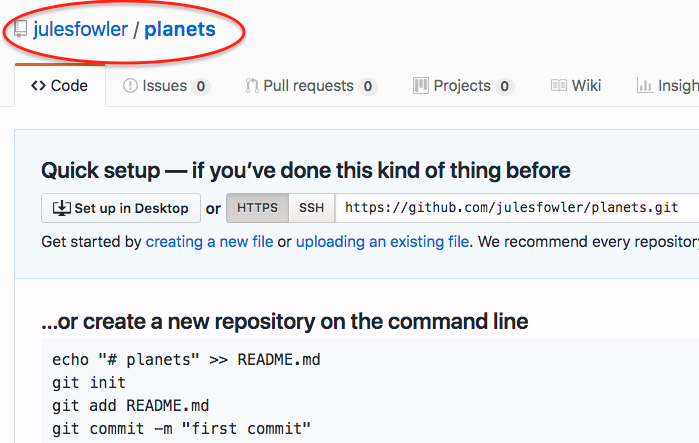 julesfowler / planets
<> Code Issues 0 Pull requests 0 Projects 0 Wiki Insigh
Quick setup — if you’ve done this kind of thing before
Set up in Desktop or HTTPS SSH https://github.com/julesfowler/planets.git
Get started by creating a new file or uploading an existing file. We recommend every repository
…or create a new repository on the command line
echo "# planets" >> README.md
git init
git add README.md
git commit -m "first commit"